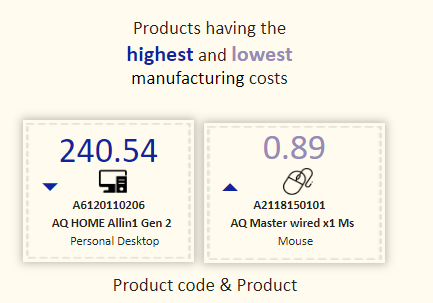 Products having the
highest and lowest
manufacturing costs
240.54
A6120110206
AQ HOME Allin1 Gen 2
Personal Desktop
0.89
A2118150101
AQ Master wired x1 Ms
Mouse
Product code & Product